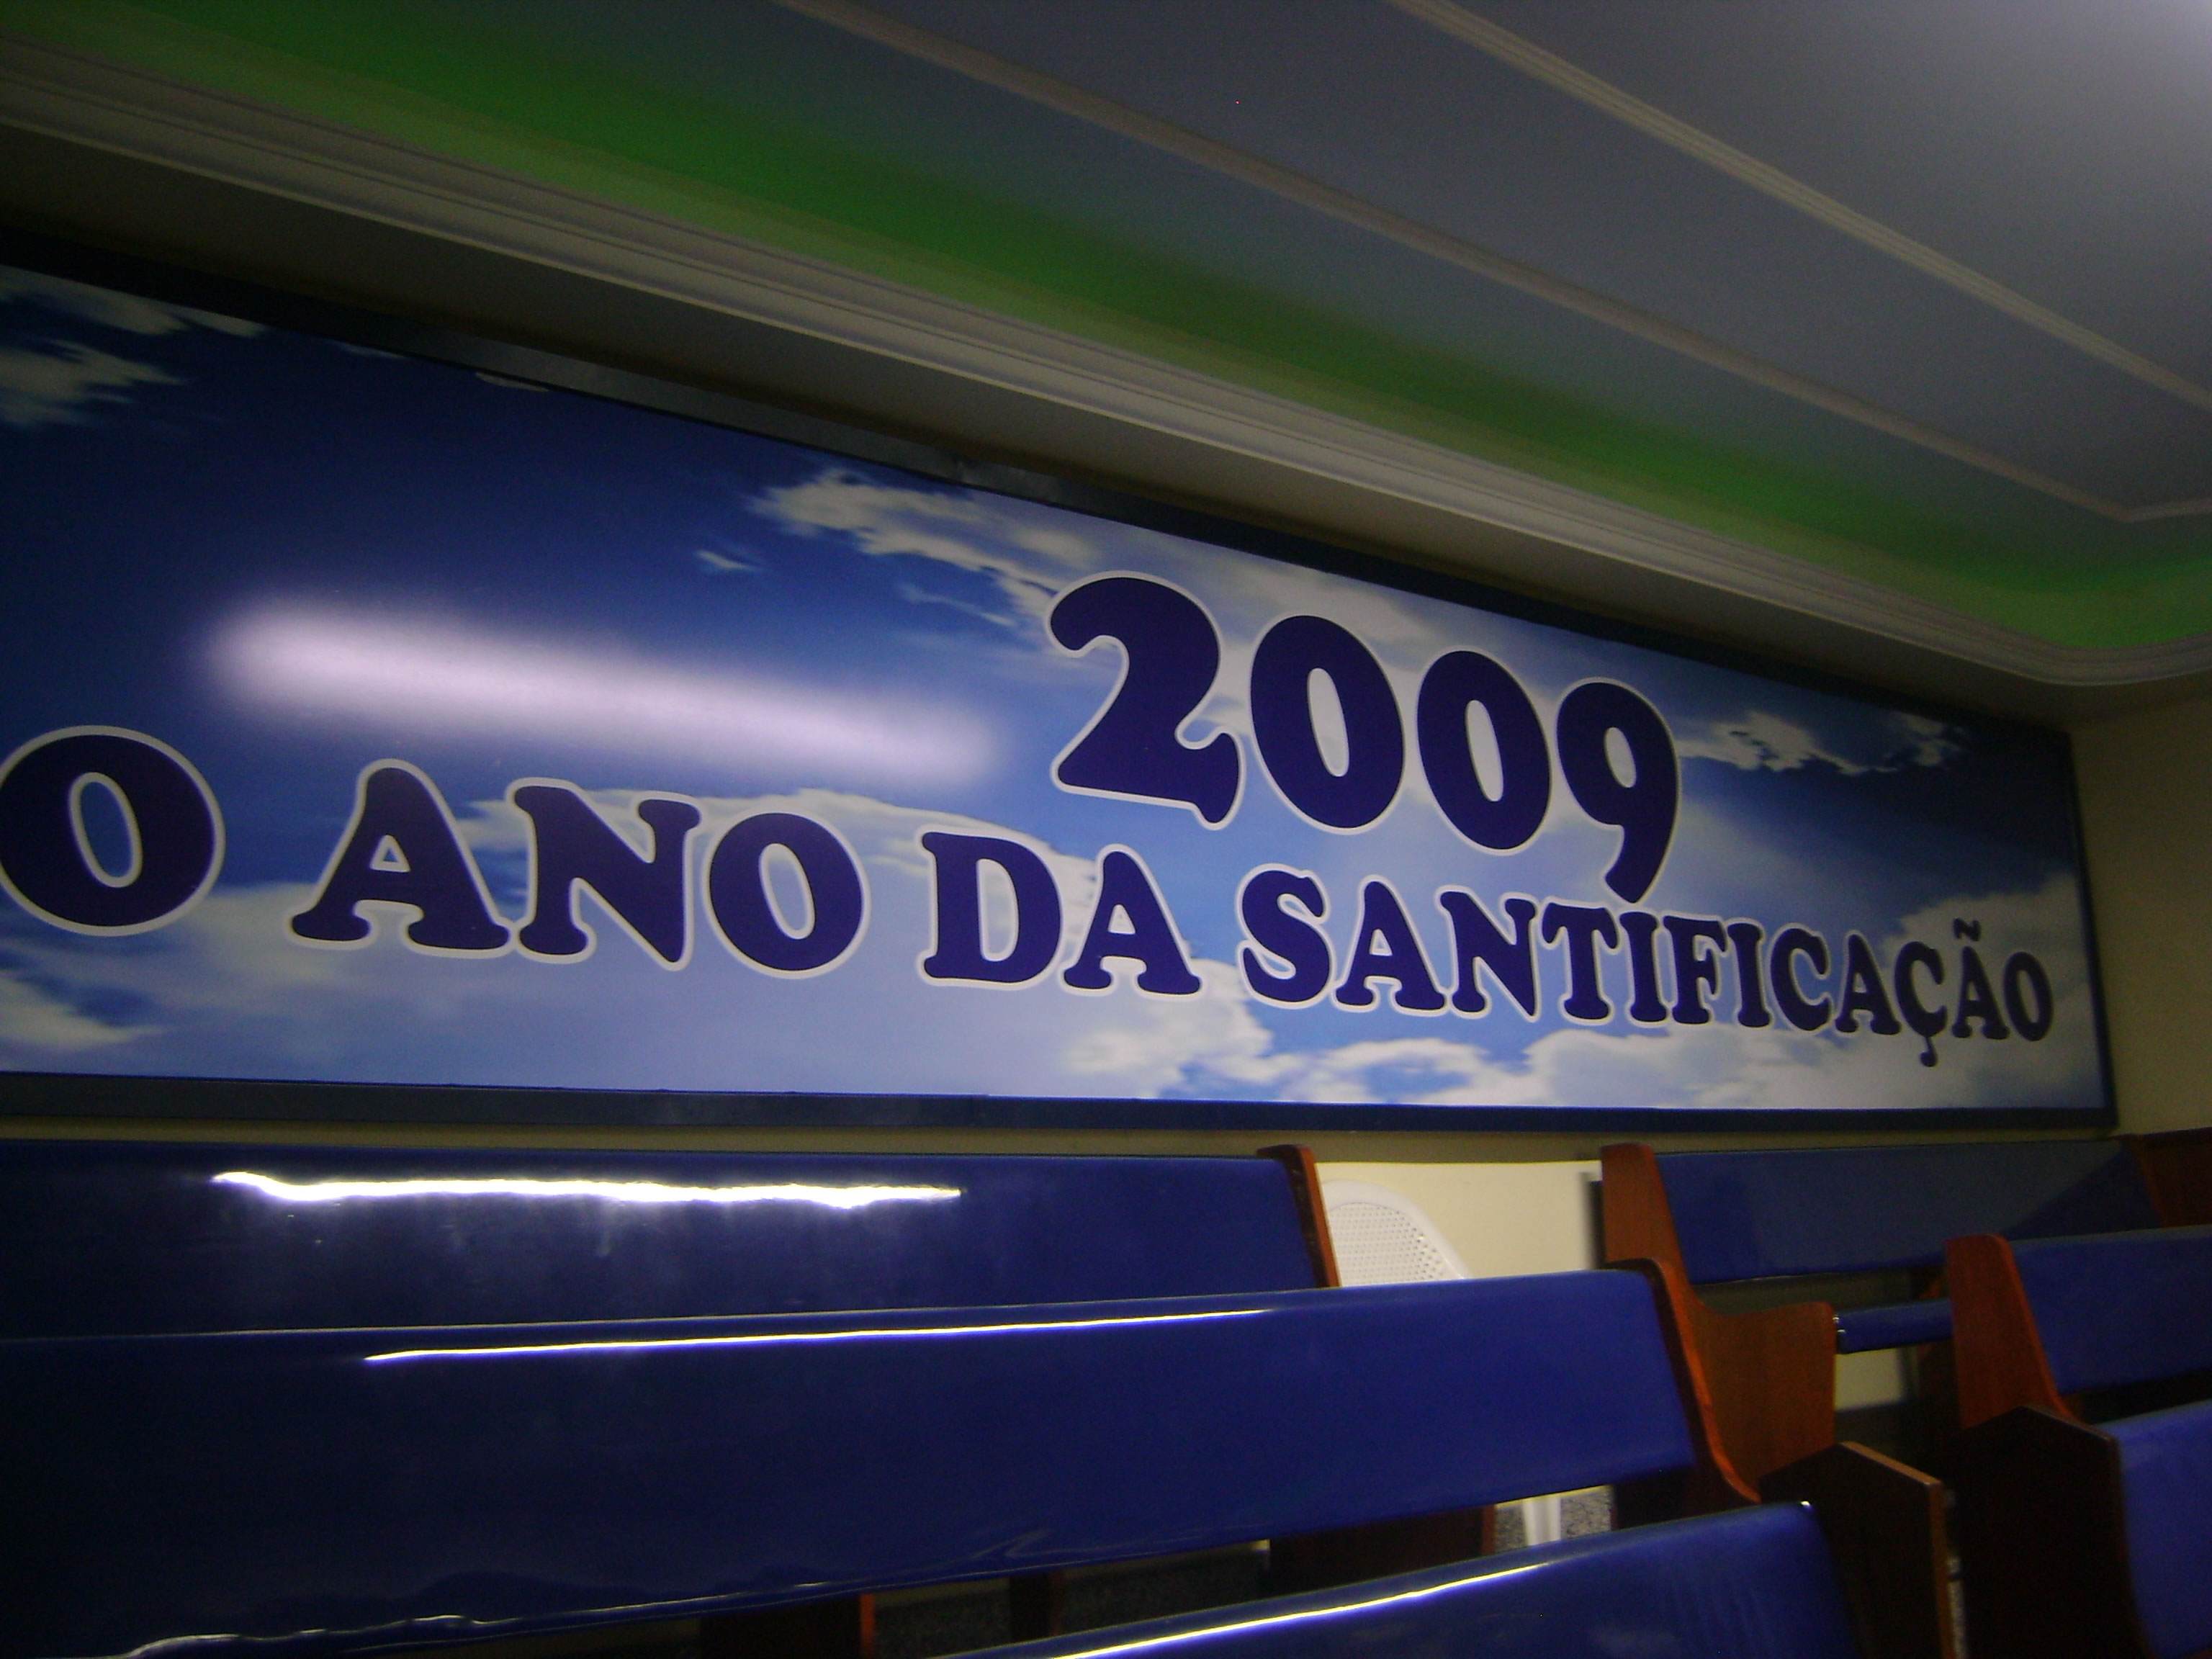 2009
O ANO DA SANTIFICAÇÃO